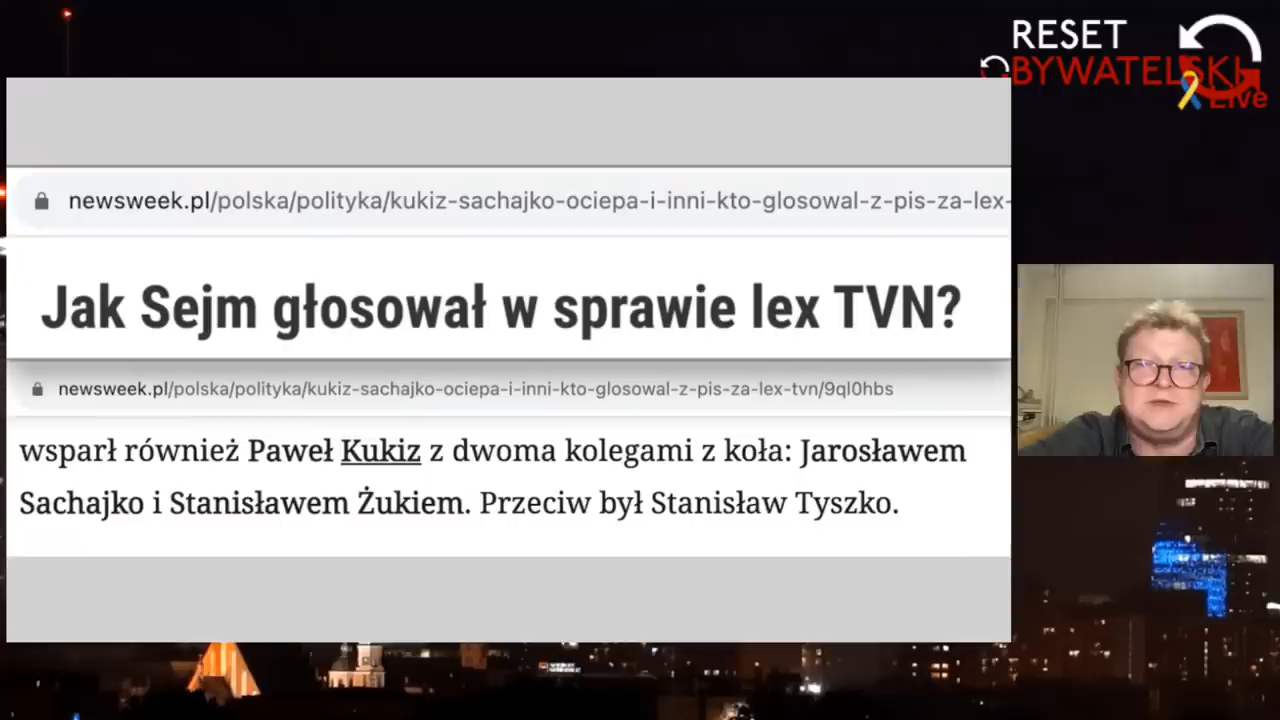 RESET
OBYWATELSKI
Live
newsweek.pl/polska/polityka/kukiz-sachajko-ociepa-i-inni-kto-glosowal-z-pis-za-lex-
Jak Sejm głosował w sprawie lex TVN?
newsweek.pl/polska/polityka/kukiz-sachajko-ociepa-i-inni-kto-glosowal-z-pis-za-lex-tvn/9ql0hbs
wsparł również Paweł Kukiz z dwoma kolegami z koła: Jarosławem
Sachajko i Stanisławem Żukiem. Przeciw był Stanisław Tyszko.